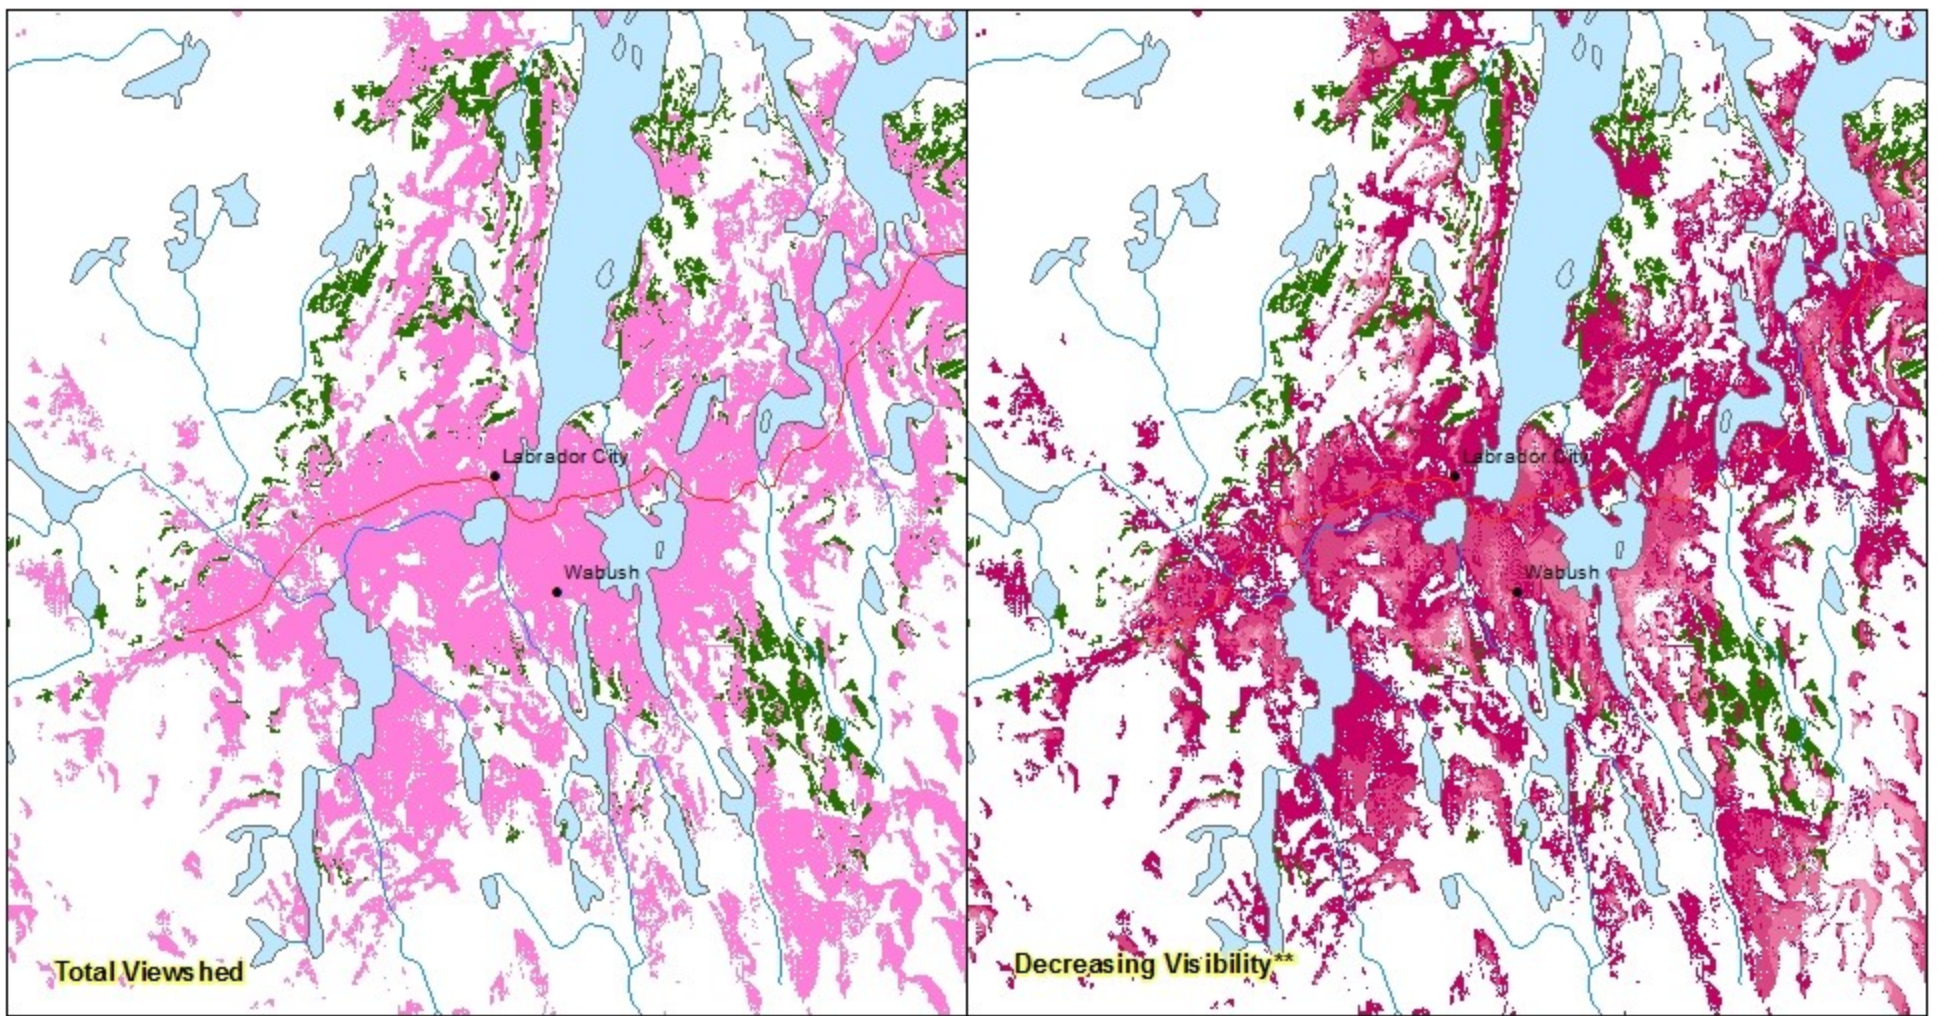 Labrador City
Wabush
Total Viewshed
Labrador City
Wabush
Decreasing Visibility**